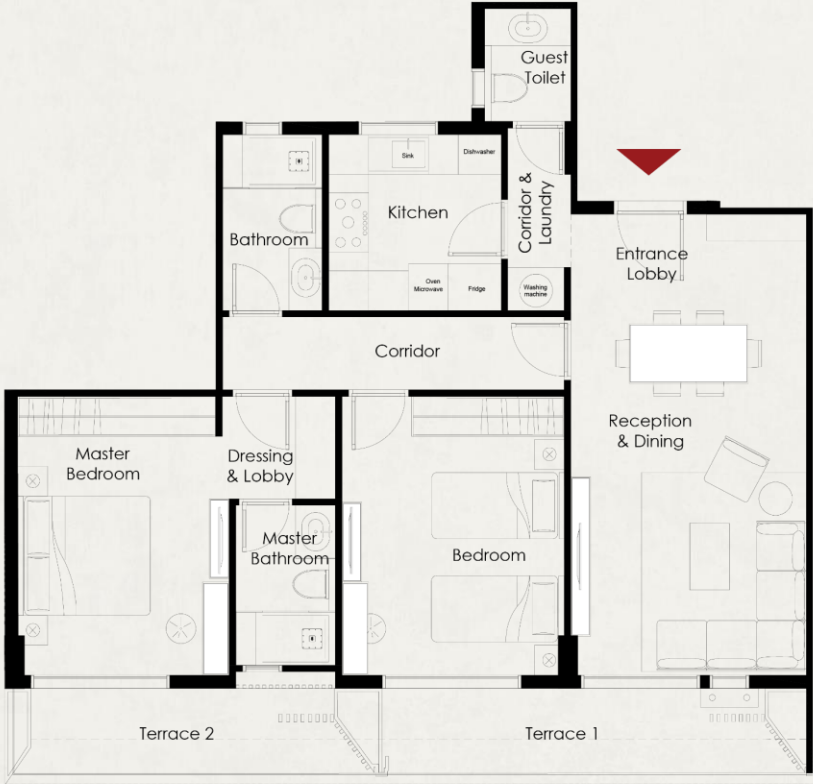 Guest
Toilet
Sink
Dishwasher
Kitchen
Corridor &
Laundry
Bathroom
Entrance
Lobby
Oven
Microwave
Fridge
Washing
machine
Corridor
Reception
& Dining
Master
Bedroom
Dressing
& Lobby
Master
Bathroom
Bedroom
Terrace 2
Terrace 1